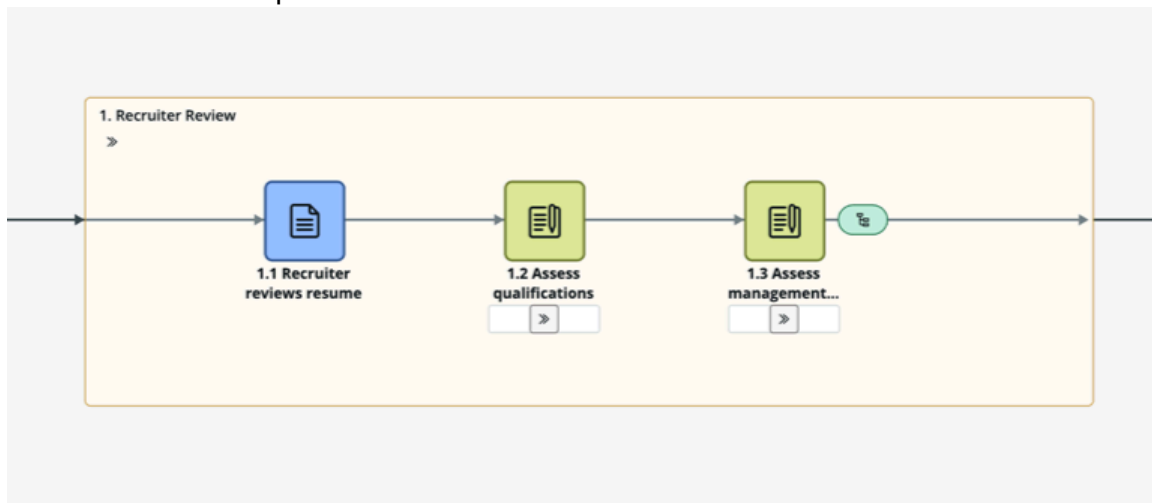 1. Recruiter Review
1.1 Recruiter
reviews resume
1.2 Assess
qualifications
1.3 Assess
management...